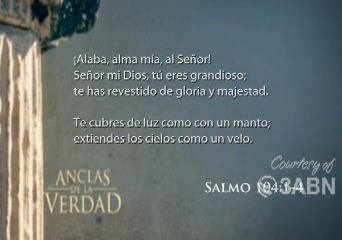 ¡Alaba, alma mía, al Señor!
Señor mi Dios, tú eres grandioso;
te has revestido de gloria y majestad.
Te cubres de luz como con un manto;
extiendes los cielos como un velo.
Courtesy of
ANCLAS
DE LA
VERDAD
SALMO 104:1-4
@3ABN